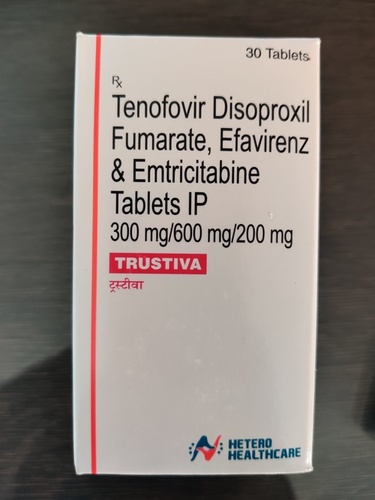 30 Tablets
Rx
Tenofovir Disoproxil
Fumarate, Efavirenz
& Emtricitabine
Tablets IP
300 mg/600 mg/200 mg
TRUSTIVA
ट्रस्टीवा
HETERO
HEALTHCARE